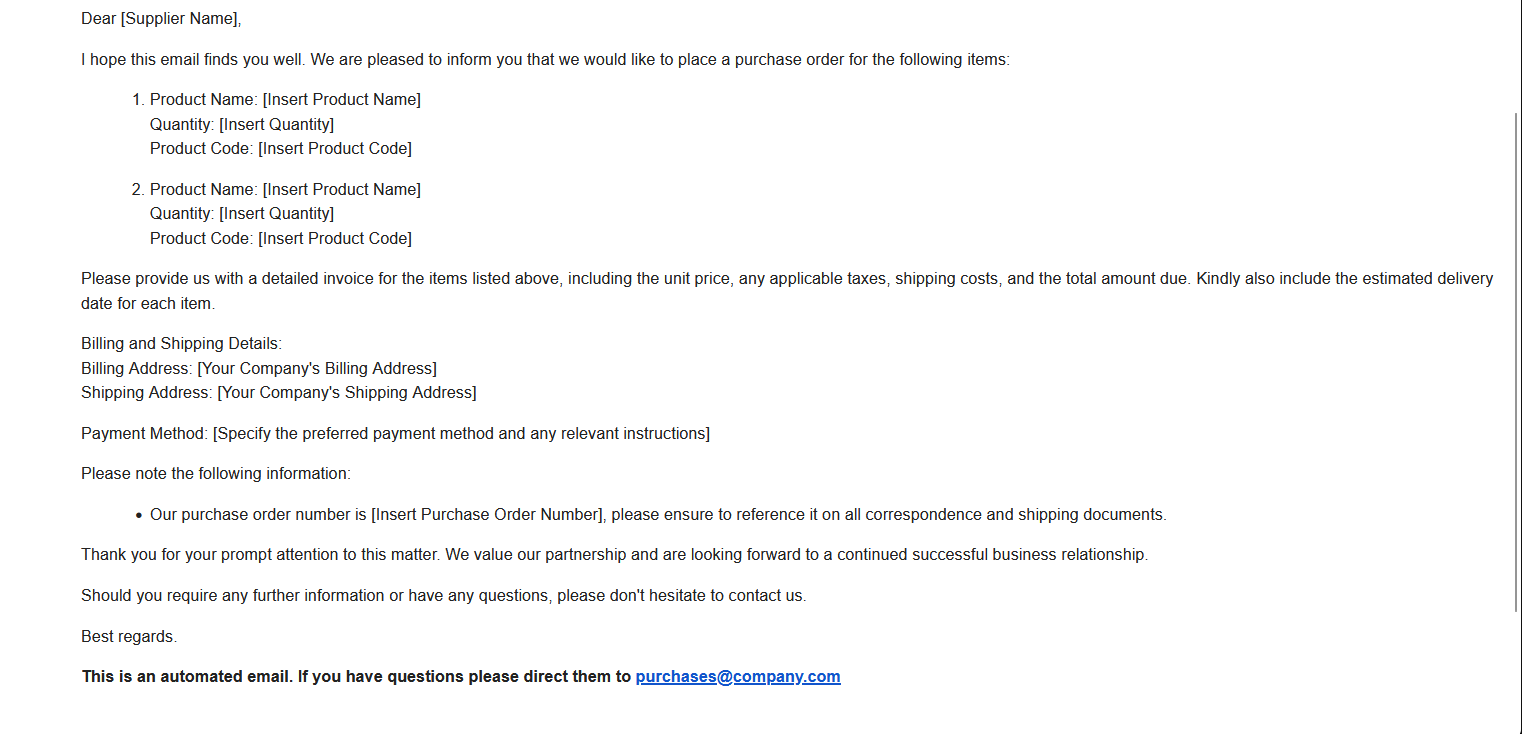 Dear [Supplier Name],
I hope this email finds you well. We are pleased to inform you that we would like to place a purchase order for the following items:
1. Product Name: [Insert Product Name]
Quantity: [Insert Quantity]
Product Code: [Insert Product Code]
2. Product Name: [Insert Product Name]
Quantity: [Insert Quantity]
Product Code: [Insert Product Code]
Please provide us with a detailed invoice for the items listed above, including the unit price, any applicable taxes, shipping costs, and the total amount due. Kindly also include the estimated delivery
date for each item.
Billing and Shipping Details:
Billing Address: [Your Company's Billing Address]
Shipping Address: [Your Company's Shipping Address]
Payment Method: [Specify the preferred payment method and any relevant instructions]
Please note the following information:
• Our purchase order number is [Insert Purchase Order Number], please ensure to reference it on all correspondence and shipping documents.
Thank you for your prompt attention to this matter. We value our partnership and are looking forward to a continued successful business relationship.
Should you require any further information or have any questions, please don't hesitate to contact us.
Best regards.
This is an automated email. If you have questions please direct them to purchases@company.com